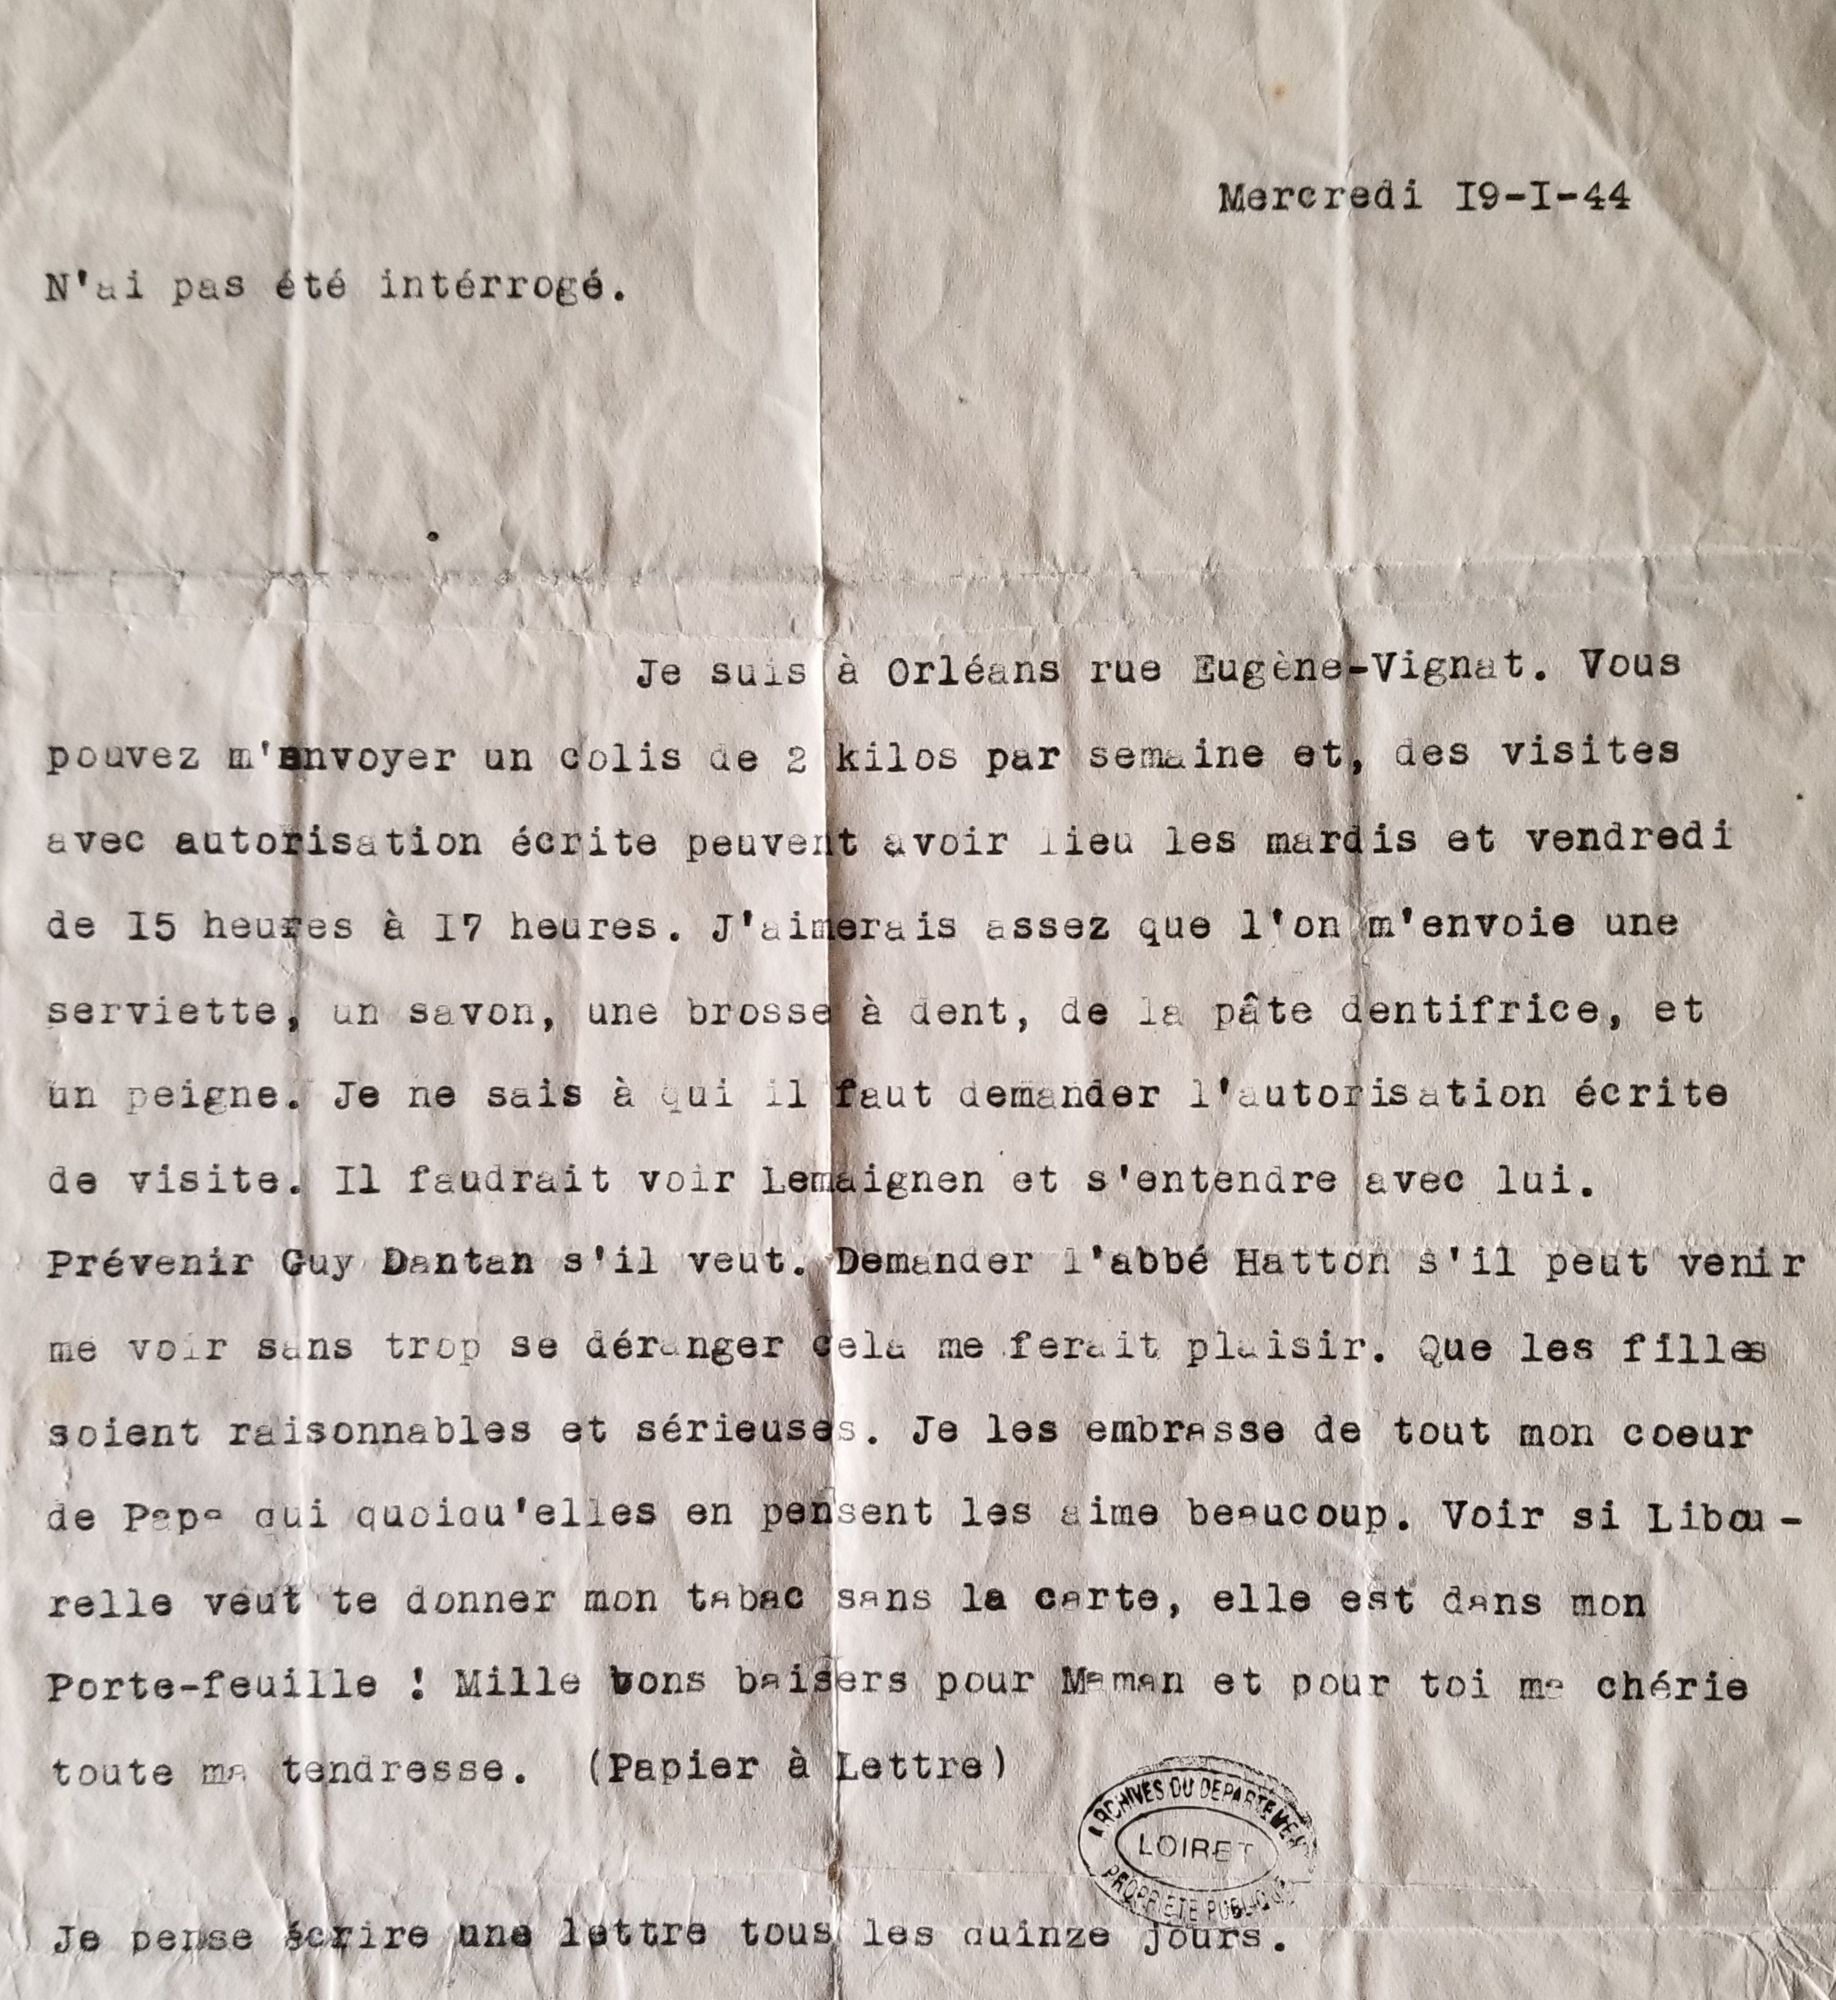 Mercredi I9-I-44
N'ai pas été intérrogé.
Je suis à Orléans rue Eugène-Vignat. Vous
pouvez m'envoyer un colis de 2 kilos par semaine et, des visites
avec autorisation écrite peuvent avoir lieu les mardis et vendredi
de I5 heures à I7 heures. J'aimerais assez que l'on m'envoie une
serviette, un savon, une brosse à dent, de la pâte dentifrice, et
un peigne. Je ne sais à qui il faut demander l'autorisation écrite
de visite. Il faudrait voir Lemaignen et s'entendre avec lui.
Prévenir Guy Dantan s'il veut. Demander l'abbé Hatton s'il peut venir
me voir sans trop se déranger cela me ferait plaisir. Que les filles
soient raisonnables et sérieuses. Je les embrasse de tout mon coeur
de Papa qui quoiqu'elles en pensent les aime beaucoup. Voir si Libou-
relle veut te donner mon tabac sans la carte, elle est dans mon
Porte-feuille ! Mille bons baisers pour Maman et pour toi ma chérie
toute ma tendresse. (Papier à Lettre)
ARCHIVES DU DEPARTEMENT
LOIRET
PROPRIETE PUBLIQUE
Je pense écrire une lettre tous les quinze jours.